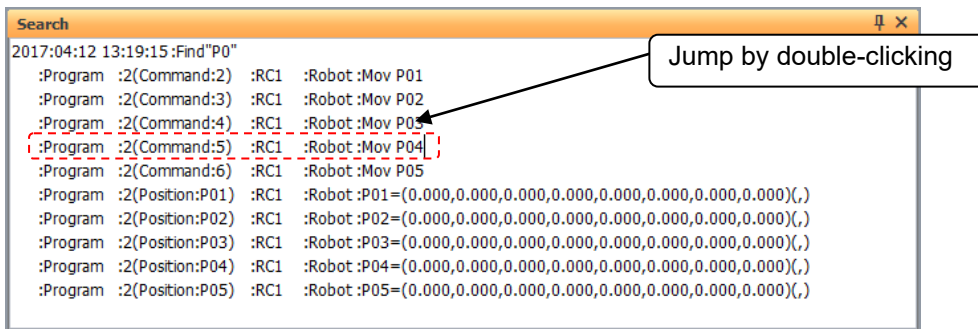 Search
2017:04:12 13:19:15 :Find"P0"
Jump by double-clicking
:Program :2(Command:2) :RC1 :Robot :Mov P01
:Program :2(Command:3) :RC1 :Robot :Mov P02
:Program :2(Command:4) :RC1 :Robot :Mov P03
:Program :2(Command:5) :RC1 :Robot :Mov P04
:Program :2(Command:6) :RC1 :Robot :Mov P05
:Program :2(Position:P01) :RC1 :Robot :P01=(0.000,0.000,0.000,0.000,0.000,0.000,0.000,0.000)(,)
:Program :2(Position:P02) :RC1 :Robot :P02=(0.000,0.000,0.000,0.000,0.000,0.000,0.000,0.000)(,)
:Program :2(Position:P03) :RC1 :Robot :P03=(0.000,0.000,0.000,0.000,0.000,0.000,0.000,0.000)(,)
:Program :2(Position:P04) :RC1 :Robot :P04=(0.000,0.000,0.000,0.000,0.000,0.000,0.000,0.000)(,)
:Program :2(Position:P05) :RC1 :Robot :P05=(0.000,0.000,0.000,0.000,0.000,0.000,0.000,0.000)(,)